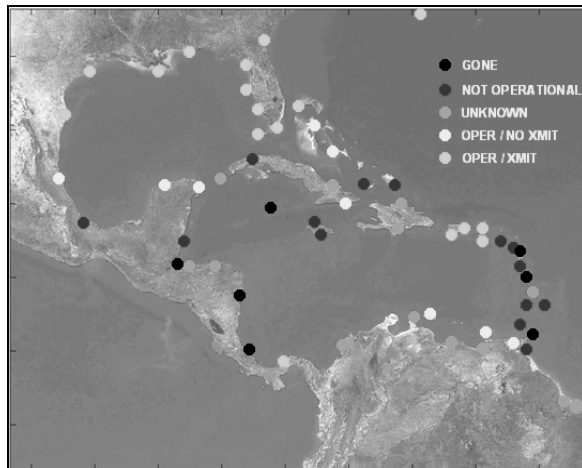 GONE
NOT OPERATIONAL
UNKNOWN
OPER / NO XMIT
OPER / XMIT